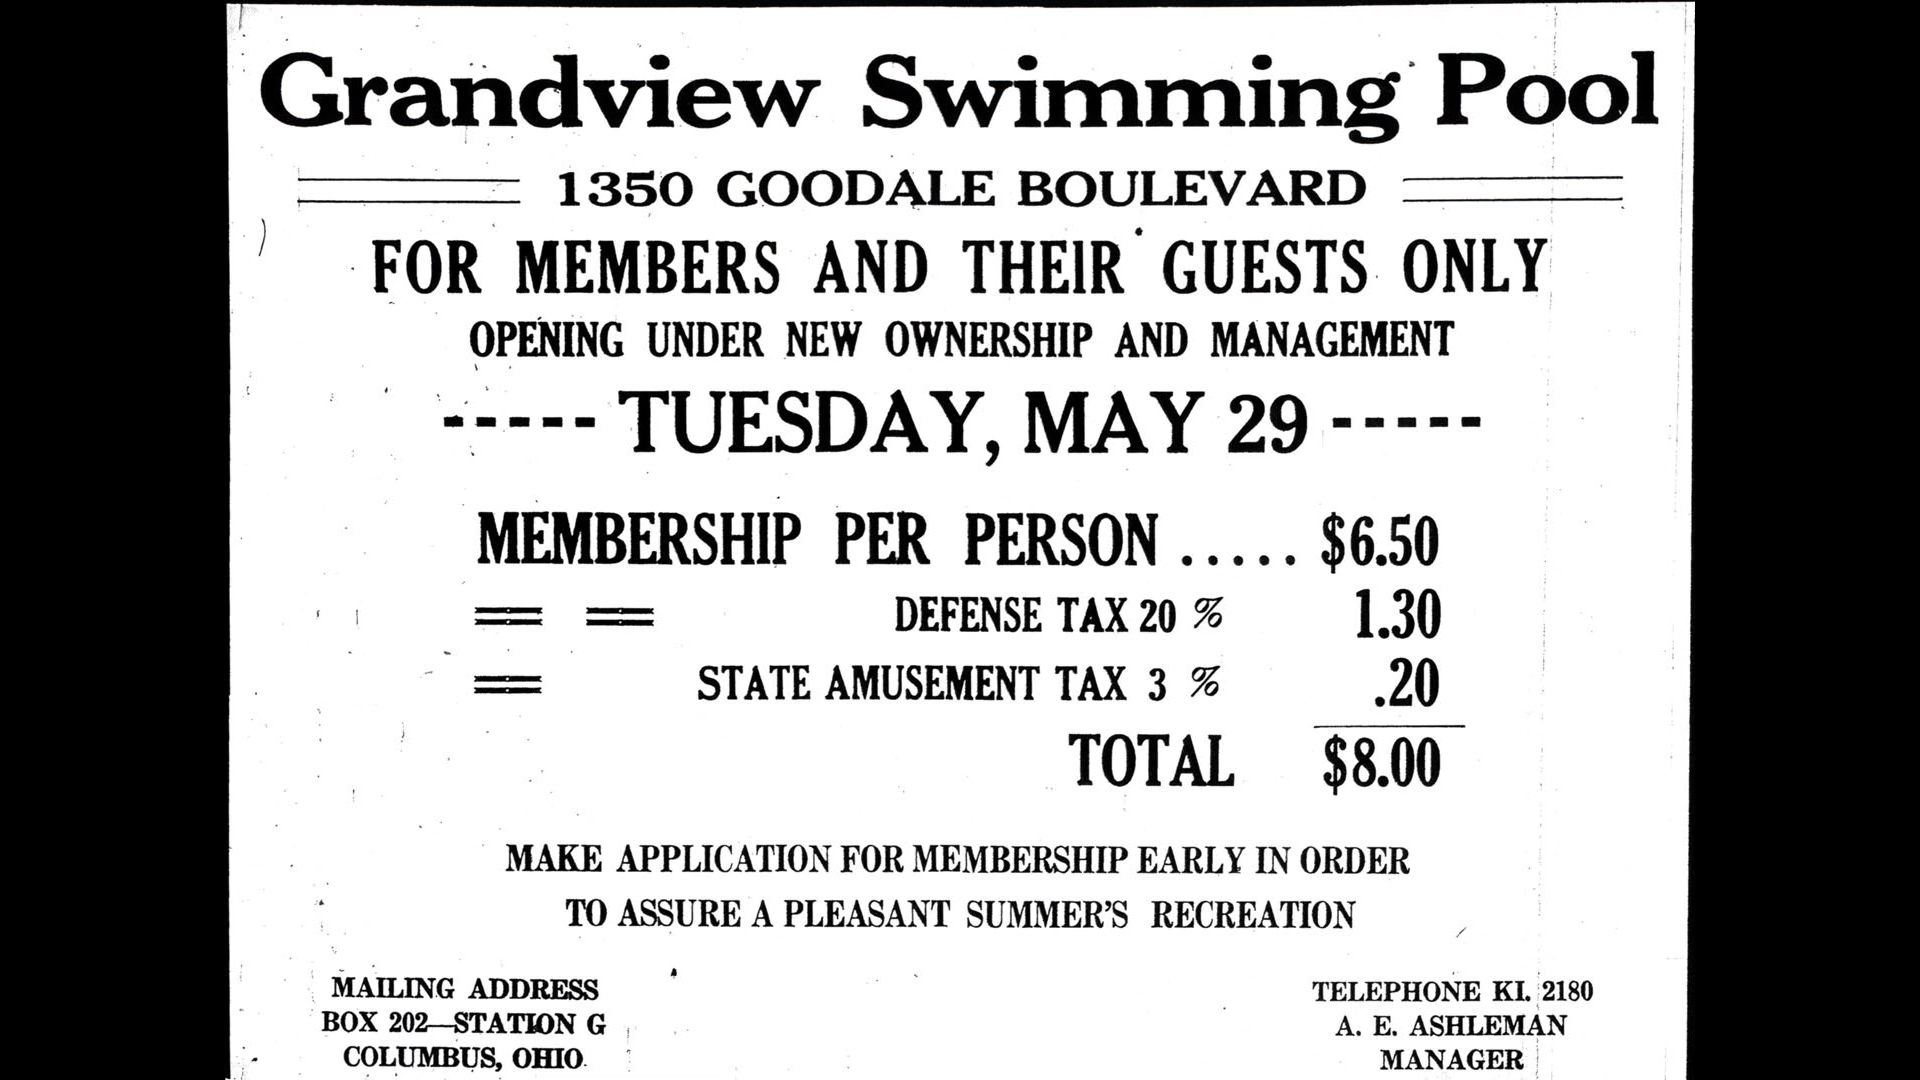 Grandview Swimming Pool
1350 GOODALE BOULEVARD
FOR MEMBERS AND THEIR GUESTS ONLY
OPENING UNDER NEW OWNERSHIP AND MANAGEMENT
----- TUESDAY, MAY 29 -----
MEMBERSHIP PER PERSON ..... $6.50
DEFENSE TAX 20 % 1.30
STATE AMUSEMENT TAX 3 % .20
TOTAL $8.00
MAKE APPLICATION FOR MEMBERSHIP EARLY IN ORDER
TO ASSURE A PLEASANT SUMMER'S RECREATION
MAILING ADDRESS
BOX 202—STATION G
COLUMBUS, OHIO
TELEPHONE KI. 2180
A. E. ASHLEMAN
MANAGER